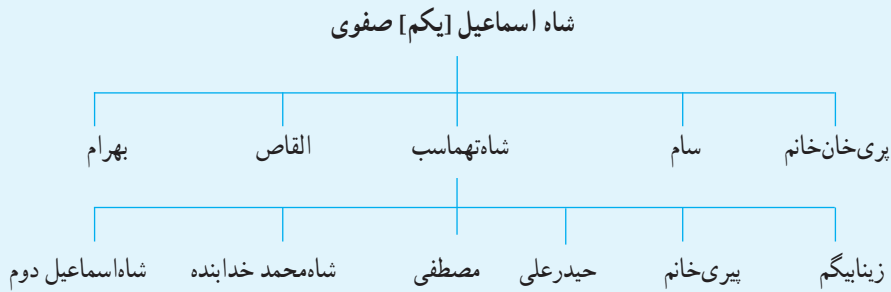 شاه اسماعیل [یکم] صفوی
پری‌خان‌خانم سام شاه‌تهماسب القاص بهرام
زینابیگم پیری‌خانم حیدرعلی مصطفی شاه‌محمد خدابنده شاه‌اسماعیل دوم